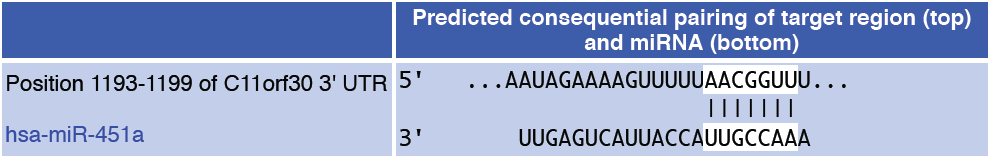 Predicted consequential pairing of target region (top)
and miRNA (bottom)
Position 1193-1199 of C11orf30 3' UTR 5' ...AAUAGAAAAGUUUUUAACGGUUUU...
|||||||
hsa-miR-451a 3' UUGAGUCAUUACCAUUGCCAAA